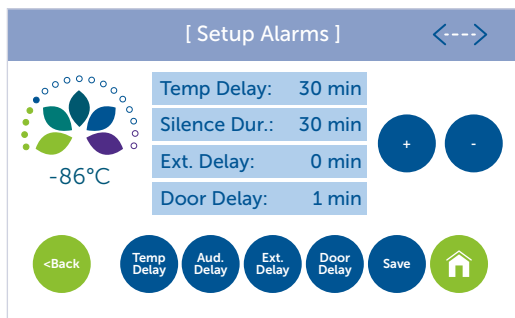 [ Setup Alarms ]
<---->
Temp Delay: 30 min
Silence Dur.: 30 min
Ext. Delay: 0 min
Door Delay: 1 min
-86°C
+ -
<Back
Temp
Delay
Aud.
Delay
Ext.
Delay
Door
Delay
Save